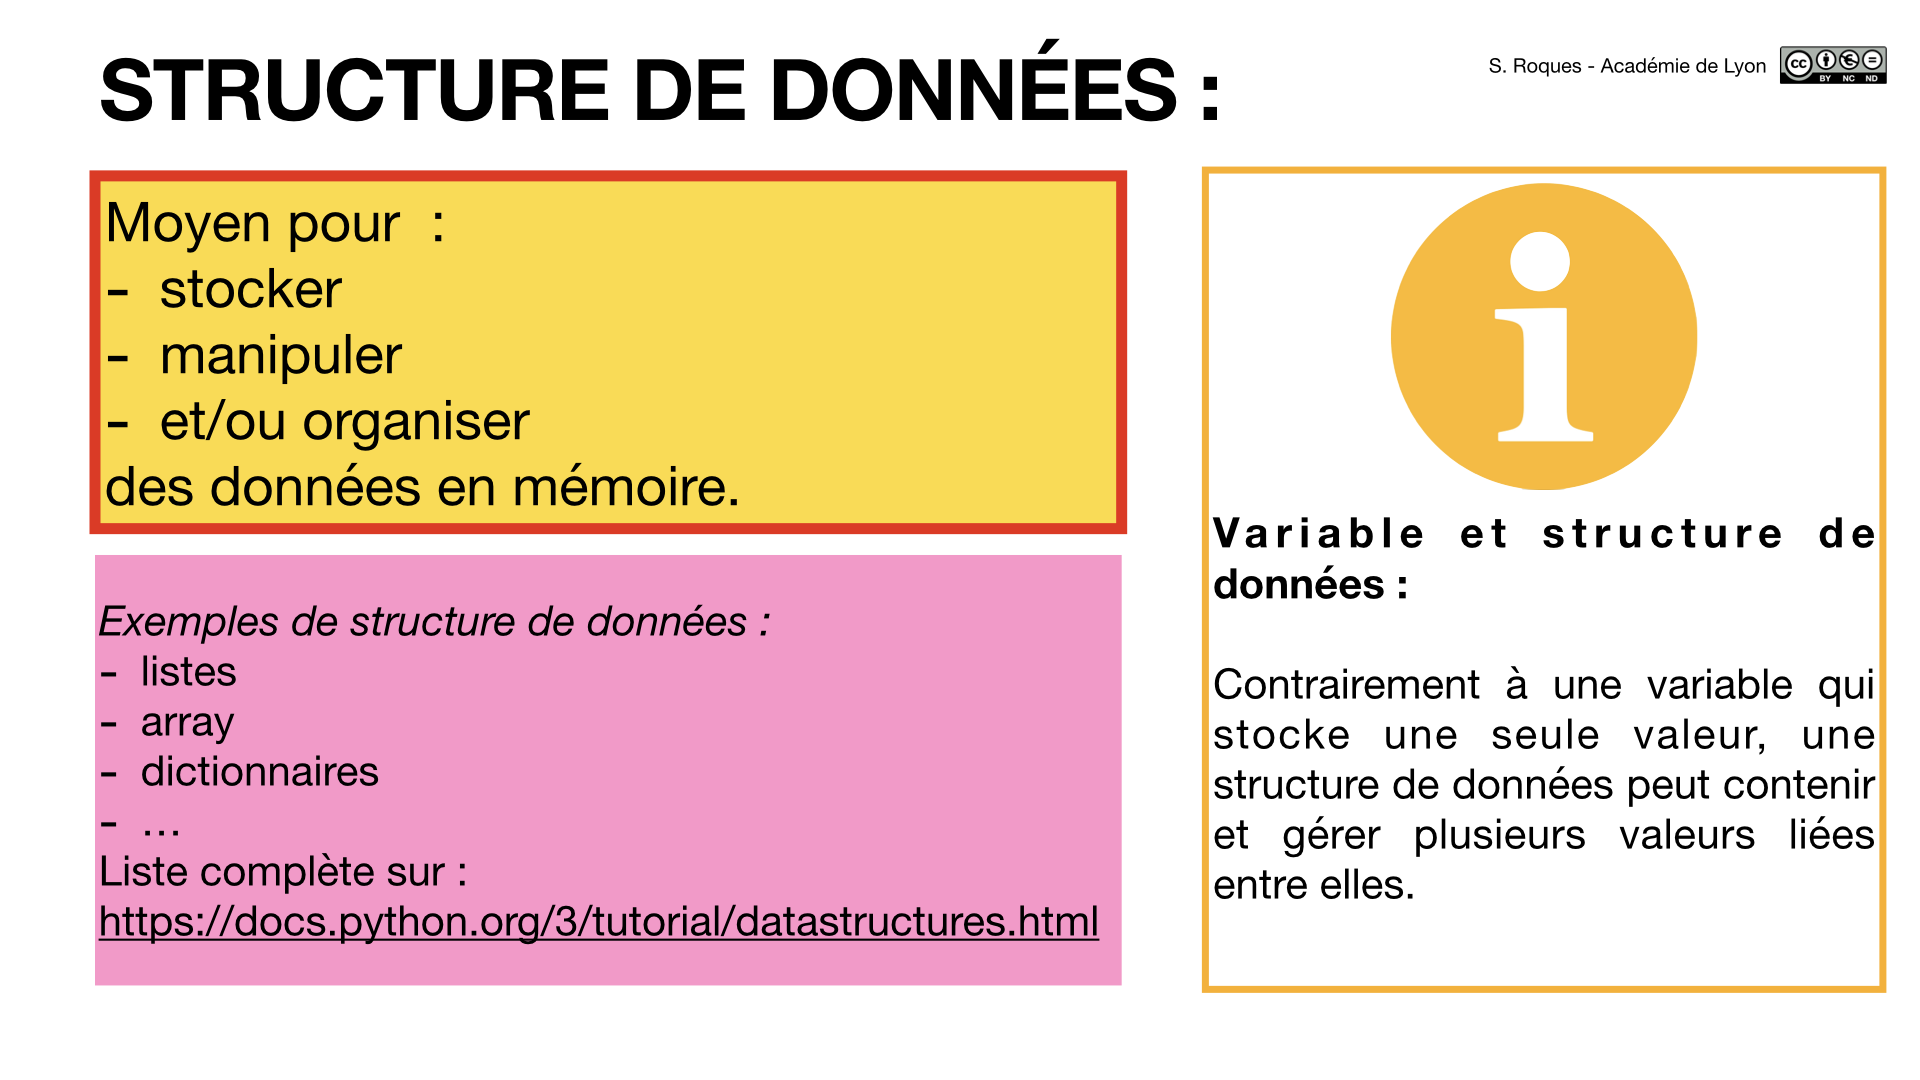 STRUCTURE DE DONNÉES :
S. Roques - Académie de Lyon
cc BY NC ND
Moyen pour :
- stocker
- manipuler
- et/ou organiser
des données en mémoire.
Exemples de structure de données :
- listes
- array
- dictionnaires
- ...
Liste complète sur :
https://docs.python.org/3/tutorial/datastructures.html
i
Variable et structure de
données :
Contrairement à une variable qui
stocke une seule valeur, une
structure de données peut contenir
et gérer plusieurs valeurs liées
entre elles.